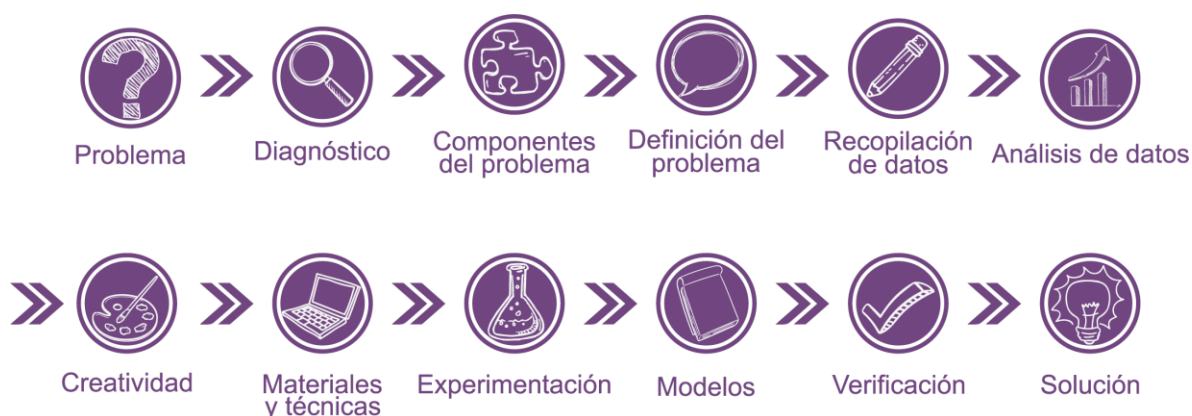 Problema
Diagnóstico
Componentes
del problema
Definición del
problema
Recopilación
de datos
Análisis de datos
Creatividad
Materiales
y técnicas
Experimentación
Modelos
Verificación
Solución